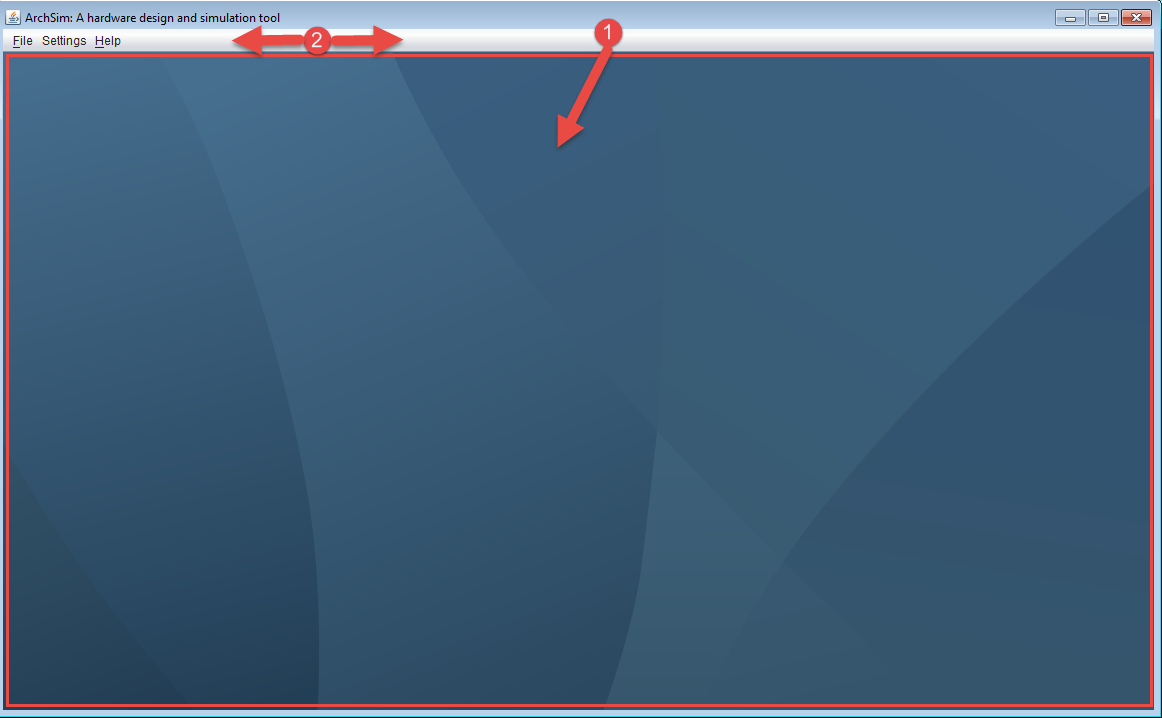 ArchSim: A hardware design and simulation tool
File Settings Help
2
1